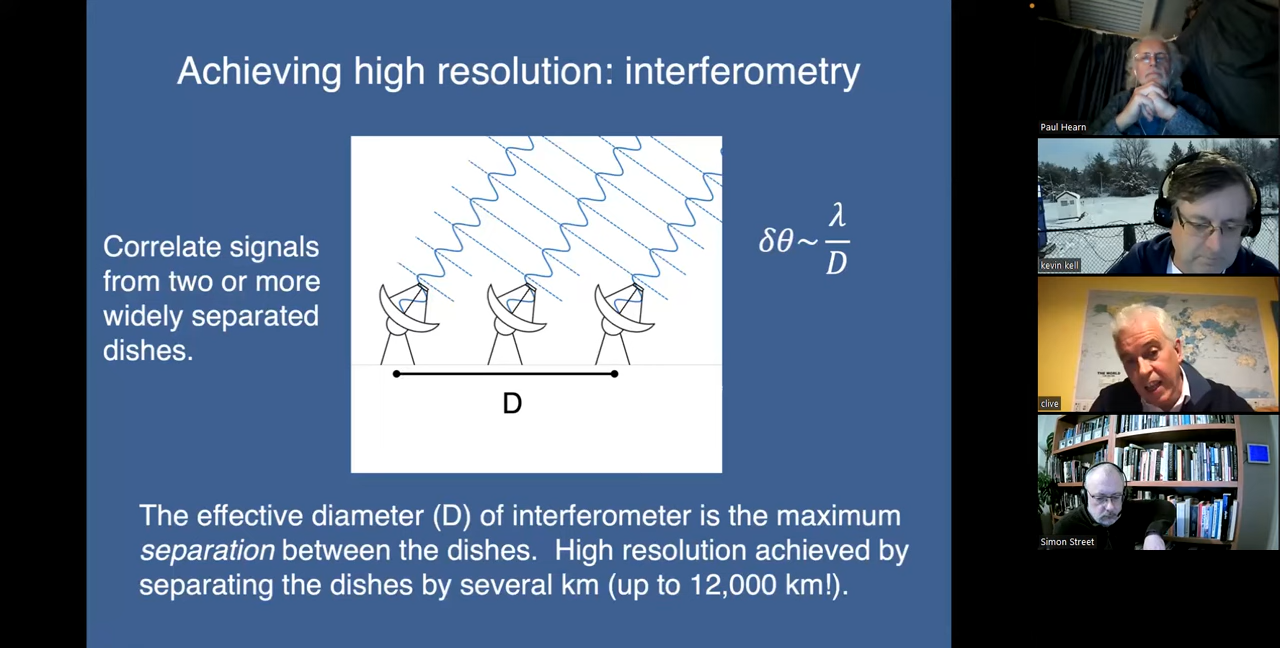 Achieving high resolution: interferometry
Correlate signals
from two or more
widely separated
dishes.
D
δθ~λ/D
The effective diameter (D) of interferometer is the maximum
separation between the dishes.  High resolution achieved by
separating the dishes by several km (up to 12,000 km!).
Paul Hearn
kevin kell
THE WORLD
clive
Simon Street